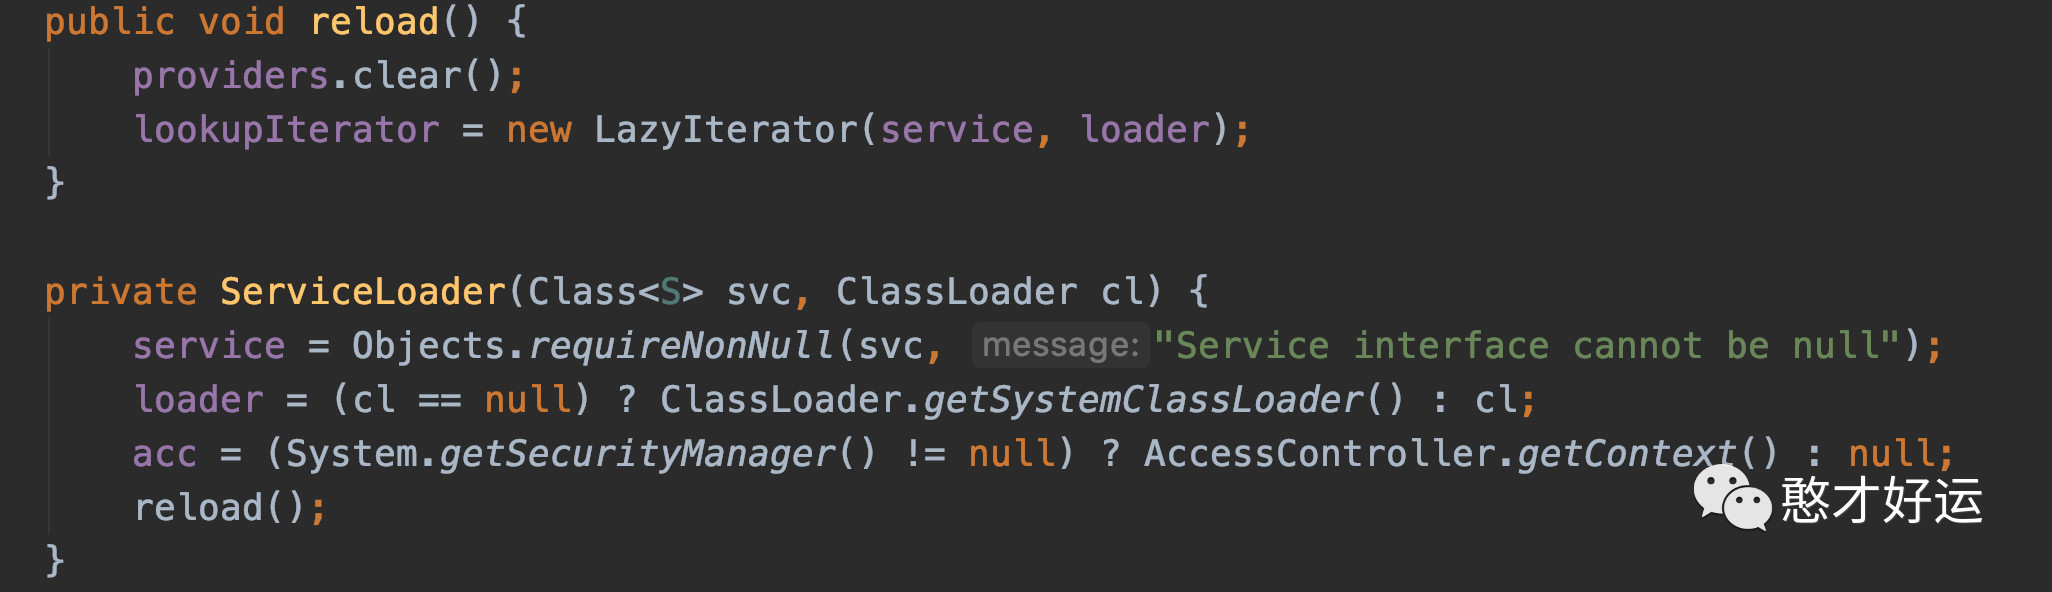 public void reload() {
    providers.clear();
    lookupIterator = new LazyIterator(service, loader);
}

private ServiceLoader(Class<S> svc, ClassLoader cl) {
    service = Objects.requireNonNull(svc, message: "Service interface cannot be null");
    loader = (cl == null) ? ClassLoader.getSystemClassLoader() : cl;
    acc = (System.getSecurityManager() != null) ? AccessController.getContext() : null;
    reload();
}
憨才好运